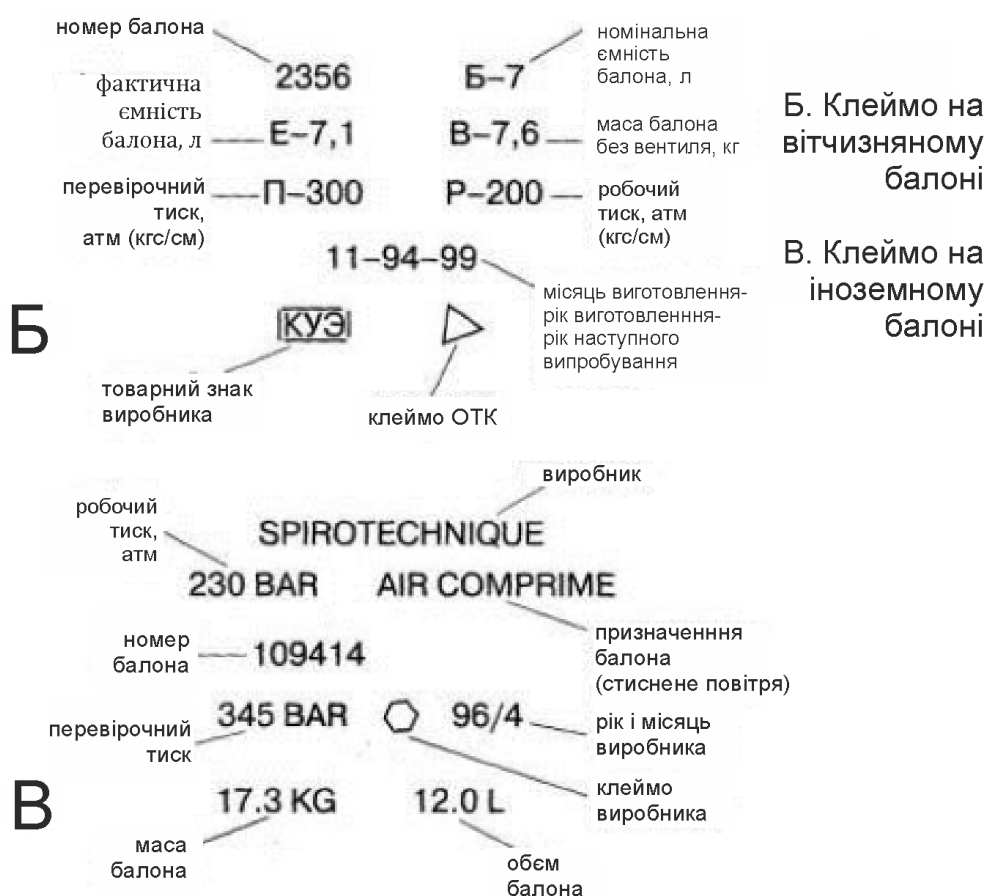 номер балона
2356
Б–7
номінальна
ємність
балона, л
фактична
ємність
балона, л
Е–7,1
В–7,6
маса балона
без вентиля, кг
перевірочний
тиск,
атм (кгс/см)
П–300
Р–200
робочий
тиск, атм
(кгс/см)
11–94–99
місяць виготовлення-
рік виготовленння-
рік наступного
випробування
Б
КУЭ
товарний знак
виробника
клеймо ОТК
Б. Клеймо на
вітчизняному
балоні
В. Клеймо на
іноземному
балоні
виробник
робочий
тиск,
атм
SPIROTECHNIQUE
230 BAR
AIR COMPRIME
призначенння
балона
(стиснене повітря)
номер
балона
109414
345 BAR
96/4
рік і місяць
виробника
перевірочний
тиск
клеймо
виробника
В
17.3 KG
12.0 L
маса
балона
обєм
балона